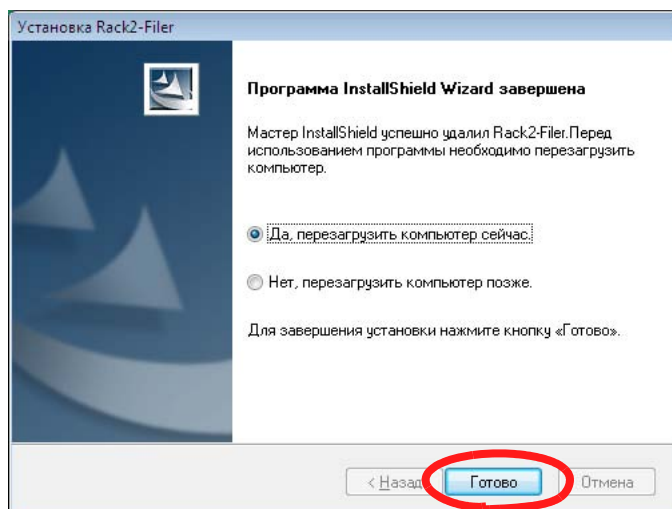 Установка Rack2-Filer
Программа InstallShield Wizard завершена
Мастер InstallShield успешно удалил Rack2-Filer.Перед
использованием программы необходимо перезагрузить
компьютер.
Да, перезагрузить компьютер сейчас.
Нет, перезагрузить компьютер позже.
Для завершения установки нажмите кнопку «Готово».
< Назад
Готово
Отмена